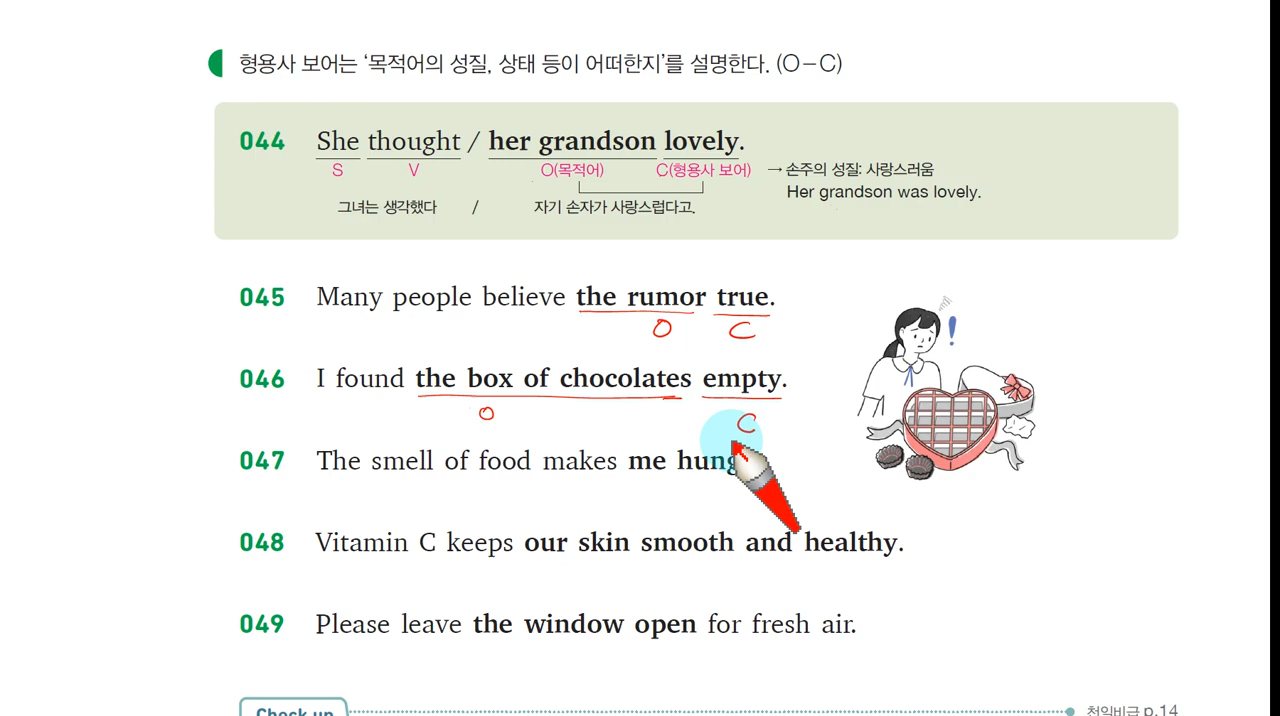 형용사 보어는 '목적어의 성질, 상태 등이 어떠한지'를 설명한다. (O－C)
044 She thought / her grandson lovely.
S V O(목적어) C(형용사 보어) → 손주의 성질: 사랑스러움
Her grandson was lovely.
그녀는 생각했다 / 자기 손자가 사랑스럽다고.
045 Many people believe the rumor true.
O C
046 I found the box of chocolates empty.
O C
047 The smell of food makes me
048 Vitamin C keeps our skin smooth and healthy.
049 Please leave the window open for fresh air.
Check up 천일비급 p.14